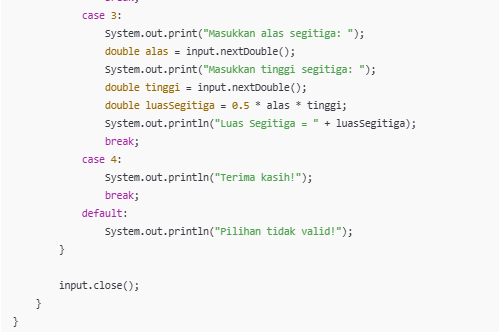 case 3:
System.out.print("Masukkan alas segitiga: ");
double alas = input.nextDouble();
System.out.print("Masukkan tinggi segitiga: ");
double tinggi = input.nextDouble();
double luasSegitiga = 0.5 * alas * tinggi;
System.out.println("Luas Segitiga = " + luasSegitiga);
break;
case 4:
System.out.println("Terima kasih!");
break;
default:
System.out.println("Pilihan tidak valid!");
}
input.close();
}
}